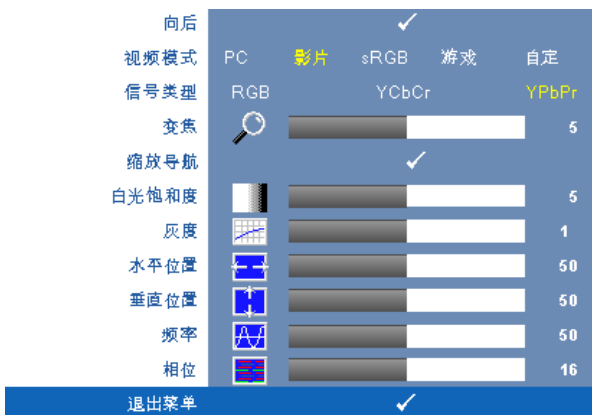 向后
视频模式 PC 影片 sRGB 游戏 自定
信号类型 RGB YCbCr YPbPr
变焦 5
缩放导航
白光饱和度 5
灰度 1
水平位置 50
垂直位置 50
频率 50
相位 16
退出菜单